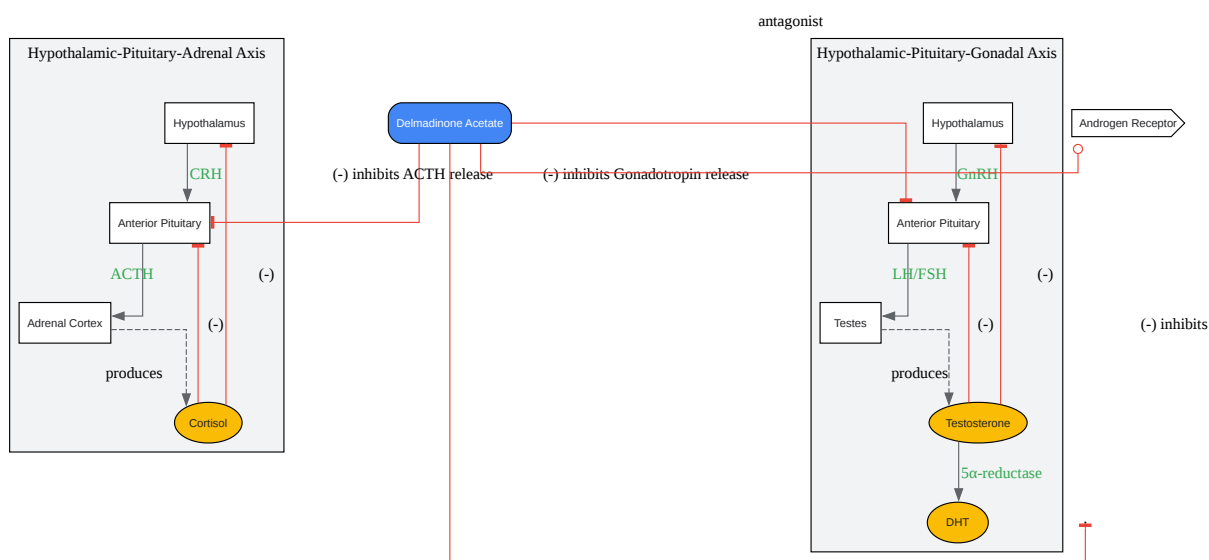 antagonist
Hypothalamic-Pituitary-Adrenal Axis
Hypothalamic-Pituitary-Gonadal Axis
Hypothalamus
Delmadinone Acetate
Hypothalamus
Androgen Receptor
CRH
(-) inhibits ACTH release
(-) inhibits Gonadotropin release
GnRH
Anterior Pituitary
Anterior Pituitary
ACTH
(-)
LH/FSH
(-)
Adrenal Cortex
(-)
Testes
(-)
(-) inhibits
produces
produces
Cortisol
Testosterone
5α-reductase
DHT